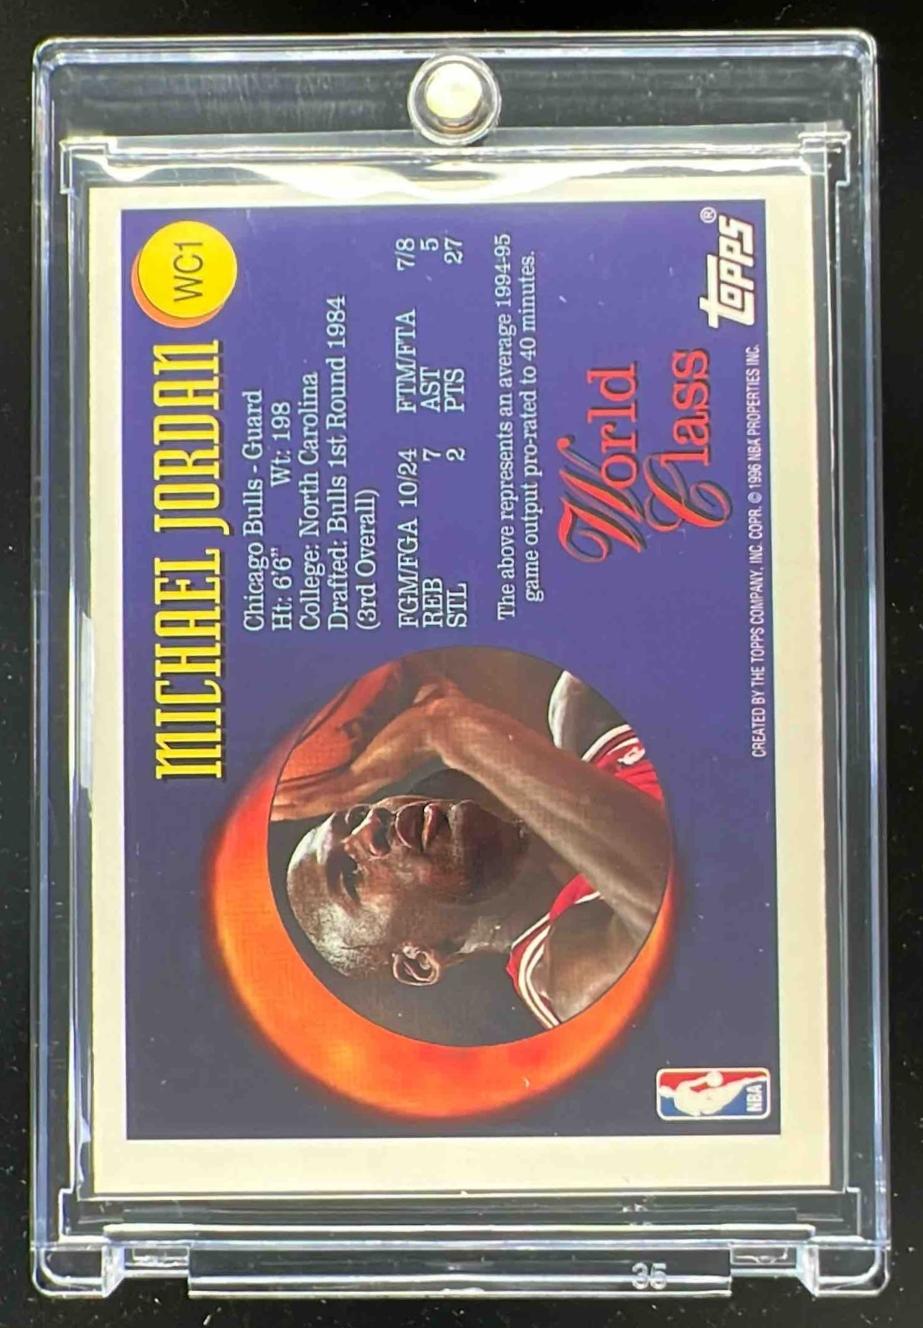 MICHAEL JORDAN
WC1
Chicago Bulls - Guard
Ht: 6'6" Wt: 198
College: North Carolina
Drafted: Bulls 1st Round 1984
(3rd Overall)
FGM/FGA 10/24 FTM/FTA 7/8
REB 7 AST 5
STL 2 PTS 27
The above represents an average 1994-95
game output pro-rated to 40 minutes.
World
Class
TOPPS®
CREATED BY THE TOPPS COMPANY, INC. COPR. © 1996 NBA PROPERTIES INC.
NBA
35